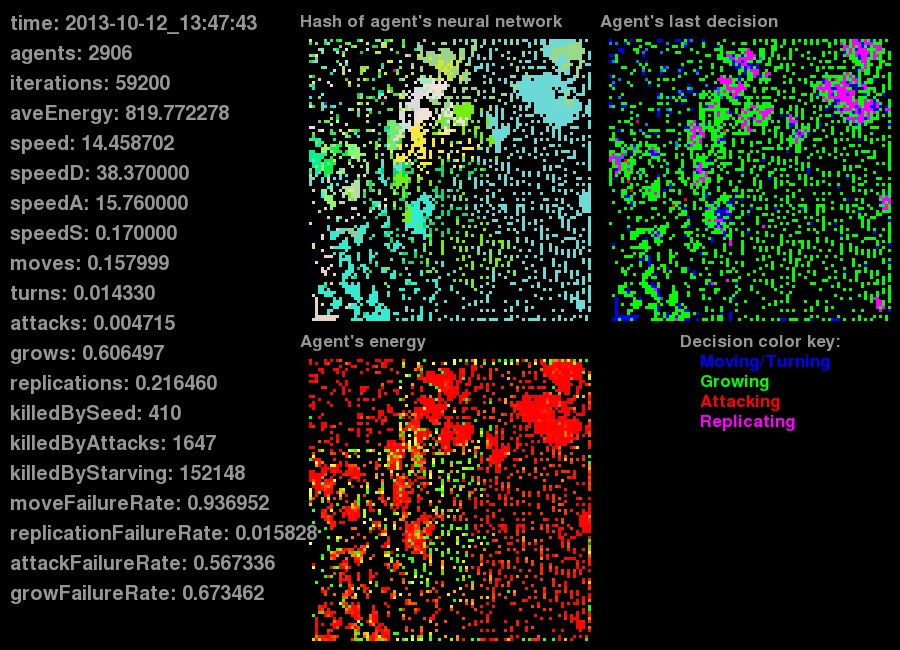 time: 2013-10-12_13:47:43
agents: 2906
iterations: 59200
aveEnergy: 819.772278
speed: 14.458702
speedD: 38.370000
speedA: 15.760000
speedS: 0.170000
moves: 0.157999
turns: 0.014330
attacks: 0.004715
grows: 0.606497
replications: 0.216460
killedBySeed: 410
killedByAttacks: 1647
killedByStarving: 152148
moveFailureRate: 0.936952
replicationFailureRate: 0.015828
attackFailureRate: 0.567336
growFailureRate: 0.673462
Hash of agent's neural network
Agent's last decision
Agent's energy
Decision color key:
Moving/Turning
Growing
Attacking
Replicating